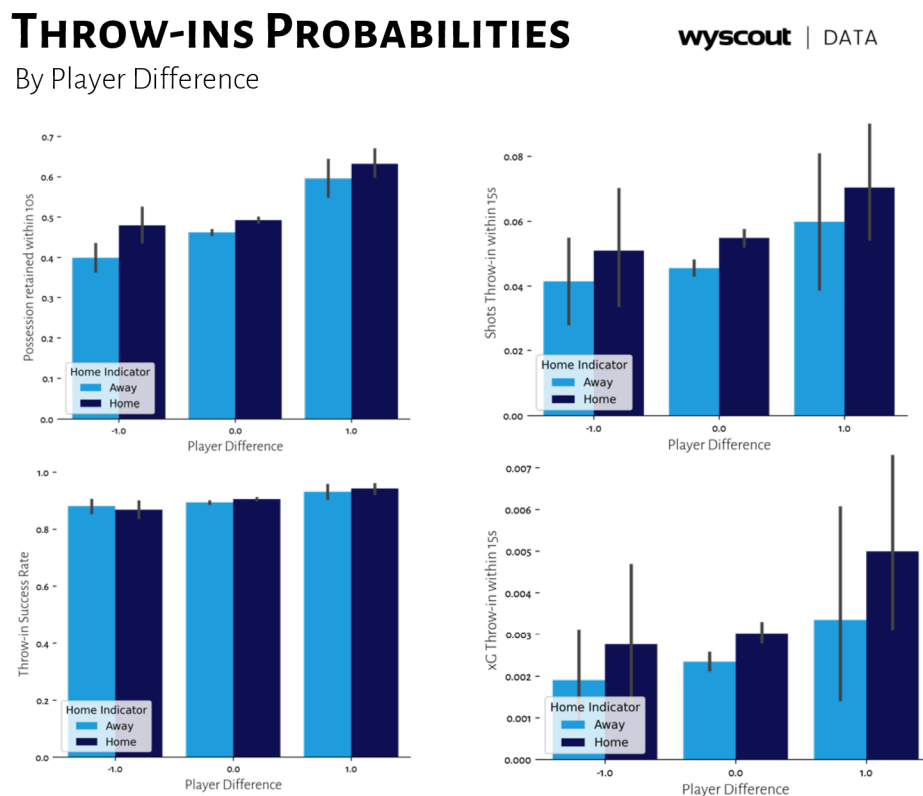 THROW-INS PROBABILITIES
By Player Difference
wyscout | DATA
Possession retained within 10s
0.7
0.6
0.5
0.4
0.3
0.2
0.1
0.0
Home Indicator
Away
Home
-1.0 0.0 1.0
Player Difference
Shots Throw-in within 15s
0.08
0.06
0.04
0.02
0.00
Home Indicator
Away
Home
-1.0 0.0 1.0
Player Difference
Throw-in Success Rate
1.0
0.8
0.6
0.4
0.2
0.0
Home Indicator
Away
Home
-1.0 0.0 1.0
Player Difference
xG Throw-in within 15s
0.007
0.006
0.005
0.004
0.003
0.002
0.001
0.000
Home Indicator
Away
Home
-1.0 0.0 1.0
Player Difference